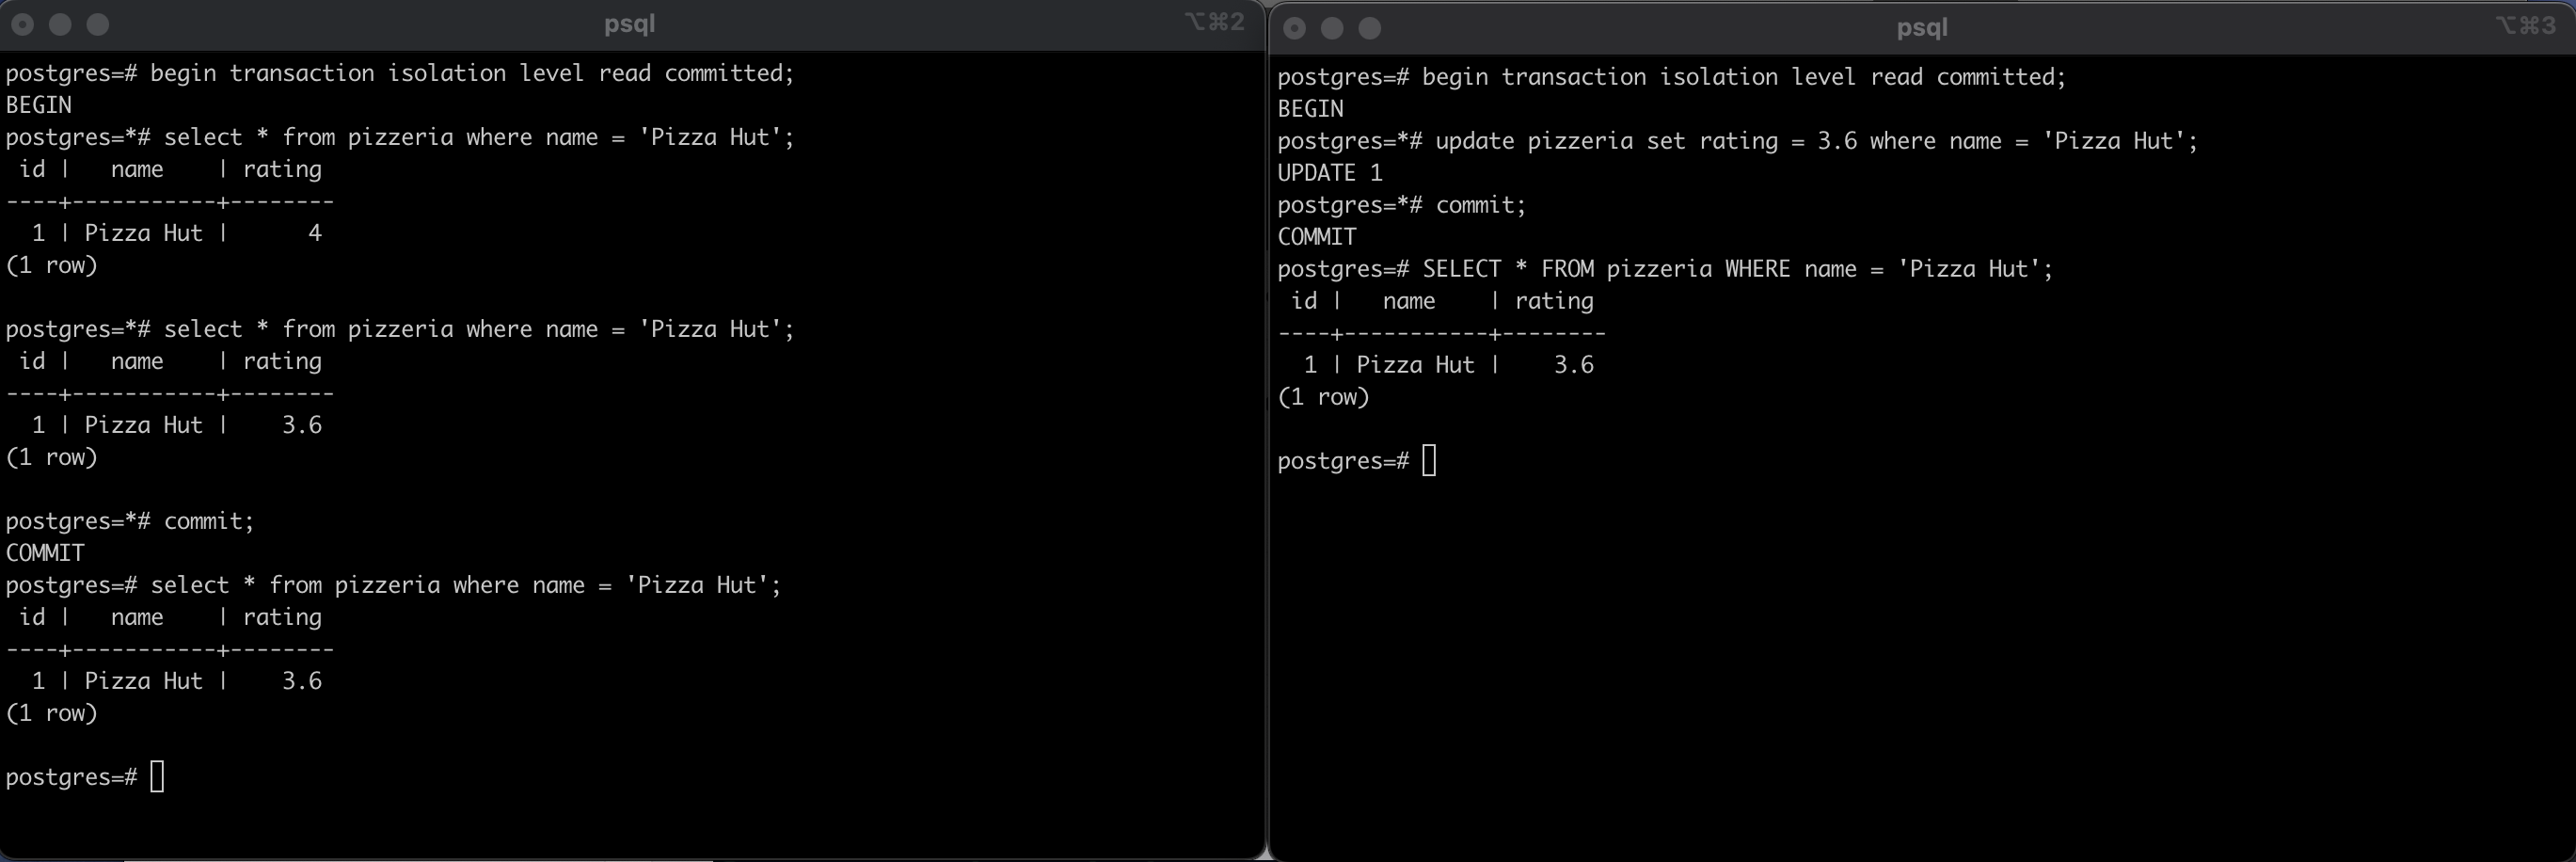 psql
⌥⌘2
postgres=# begin transaction isolation level read committed;
BEGIN
postgres=*# select * from pizzeria where name = 'Pizza Hut';
 id |   name    | rating
----+-----------+--------
  1 | Pizza Hut |      4
(1 row)
postgres=*# select * from pizzeria where name = 'Pizza Hut';
 id |   name    | rating
----+-----------+--------
  1 | Pizza Hut |    3.6
(1 row)
postgres=*# commit;
COMMIT
postgres=# select * from pizzeria where name = 'Pizza Hut';
 id |   name    | rating
----+-----------+--------
  1 | Pizza Hut |    3.6
(1 row)
postgres=#
psql
⌥⌘3
postgres=# begin transaction isolation level read committed;
BEGIN
postgres=*# update pizzeria set rating = 3.6 where name = 'Pizza Hut';
UPDATE 1
postgres=*# commit;
COMMIT
postgres=# SELECT * FROM pizzeria WHERE name = 'Pizza Hut';
 id |   name    | rating
----+-----------+--------
  1 | Pizza Hut |    3.6
(1 row)
postgres=#